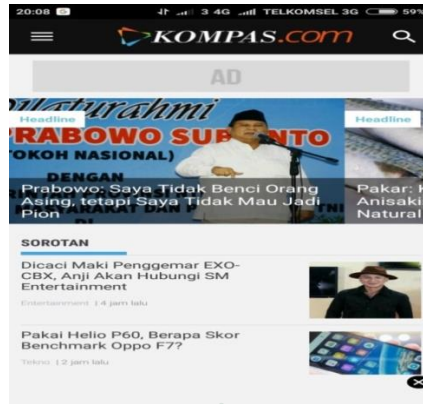 20:08
3 4G
TELKOMSEL 3G
59%
KOMPAS.com
AD
Silaturahmi
Headline
Headline
PRABOWO SUBIANTO
TOKOH NASIONAL)
DENGAN
Prabowo: Saya Tidak Benci Orang
Asing, tetapi Saya Tidak Mau Jadi
Pion
Pakar:
Anisaki
Natural
SOROTAN
Dicaci Maki Penggemar EXO-
CBX, Anji Akan Hubungi SM
Entertainment
Entertainment | 4 jam lalu
Pakai Helio P60, Berapa Skor
Benchmark Oppo F7?
Tekno | 2 jam lalu